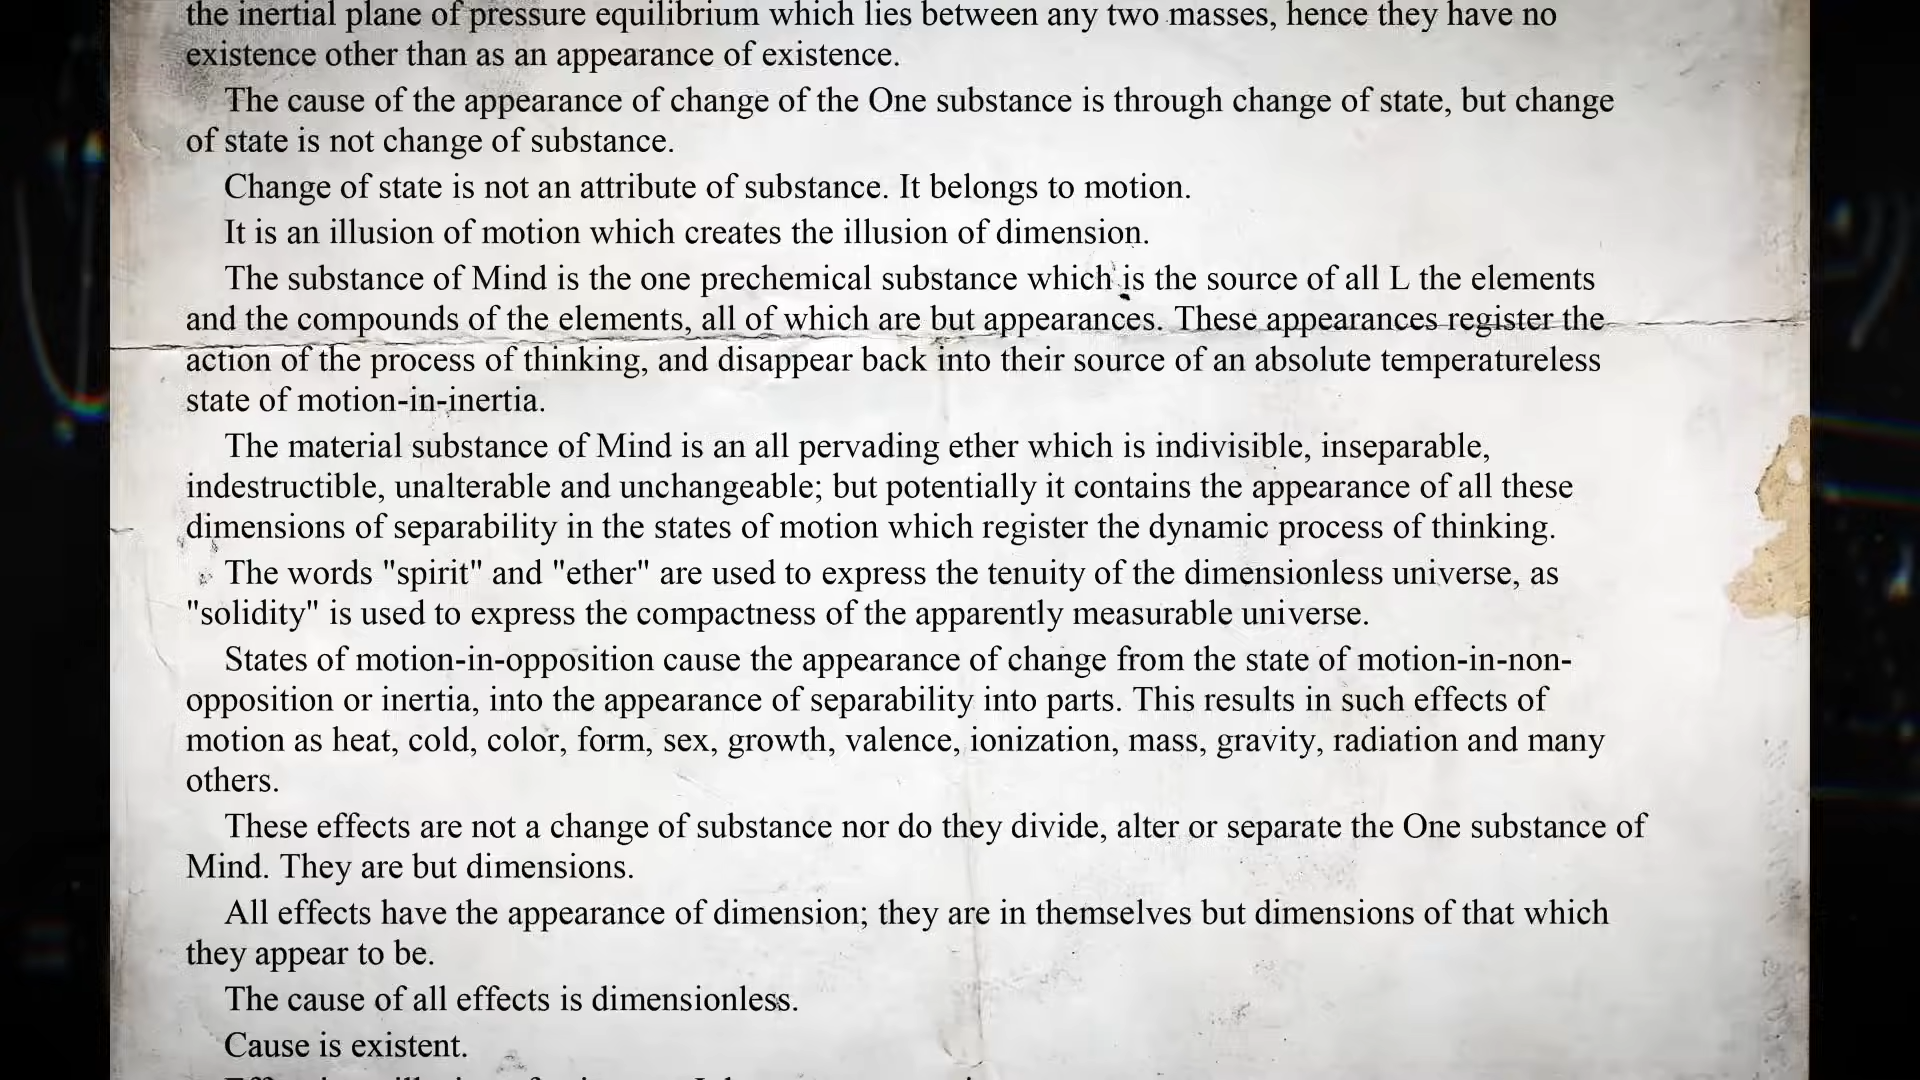 the inertial plane of pressure equilibrium which lies between any two masses, hence they have no
existence other than as an appearance of existence.
The cause of the appearance of change of the One substance is through change of state, but change
of state is not change of substance.
Change of state is not an attribute of substance. It belongs to motion.
It is an illusion of motion which creates the illusion of dimension.
The substance of Mind is the one prechemical substance which is the source of all L the elements
and the compounds of the elements, all of which are but appearances. These appearances register the
action of the process of thinking, and disappear back into their source of an absolute temperatureless
state of motion-in-inertia.
The material substance of Mind is an all pervading ether which is indivisible, inseparable,
indestructible, unalterable and unchangeable; but potentially it contains the appearance of all these
dimensions of separability in the states of motion which register the dynamic process of thinking.
The words "spirit" and "ether" are used to express the tenuity of the dimensionless universe, as
"solidity" is used to express the compactness of the apparently measurable universe.
States of motion-in-opposition cause the appearance of change from the state of motion-in-non-
opposition or inertia, into the appearance of separability into parts. This results in such effects of
motion as heat, cold, color, form, sex, growth, valence, ionization, mass, gravity, radiation and many
others.
These effects are not a change of substance nor do they divide, alter or separate the One substance of
Mind. They are but dimensions.
All effects have the appearance of dimension; they are in themselves but dimensions of that which
they appear to be.
The cause of all effects is dimensionless.
Cause is existent.